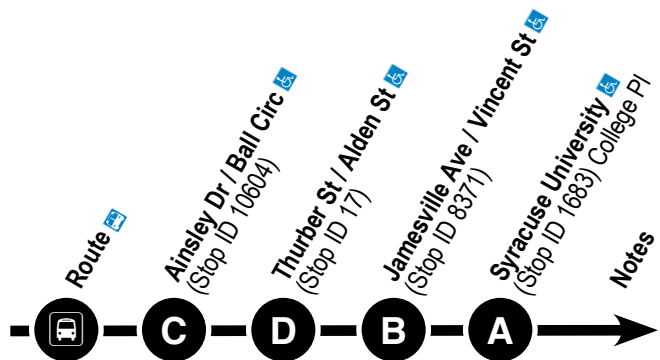 Route
Ainsley Dr / Ball Circ
(Stop ID 10604)
Thurber St / Alden St
(Stop ID 17)
Jamesville Ave / Vincent St
(Stop ID 8371)
Syracuse University
(Stop ID 1683) College Pl
Notes
C
D
B
A